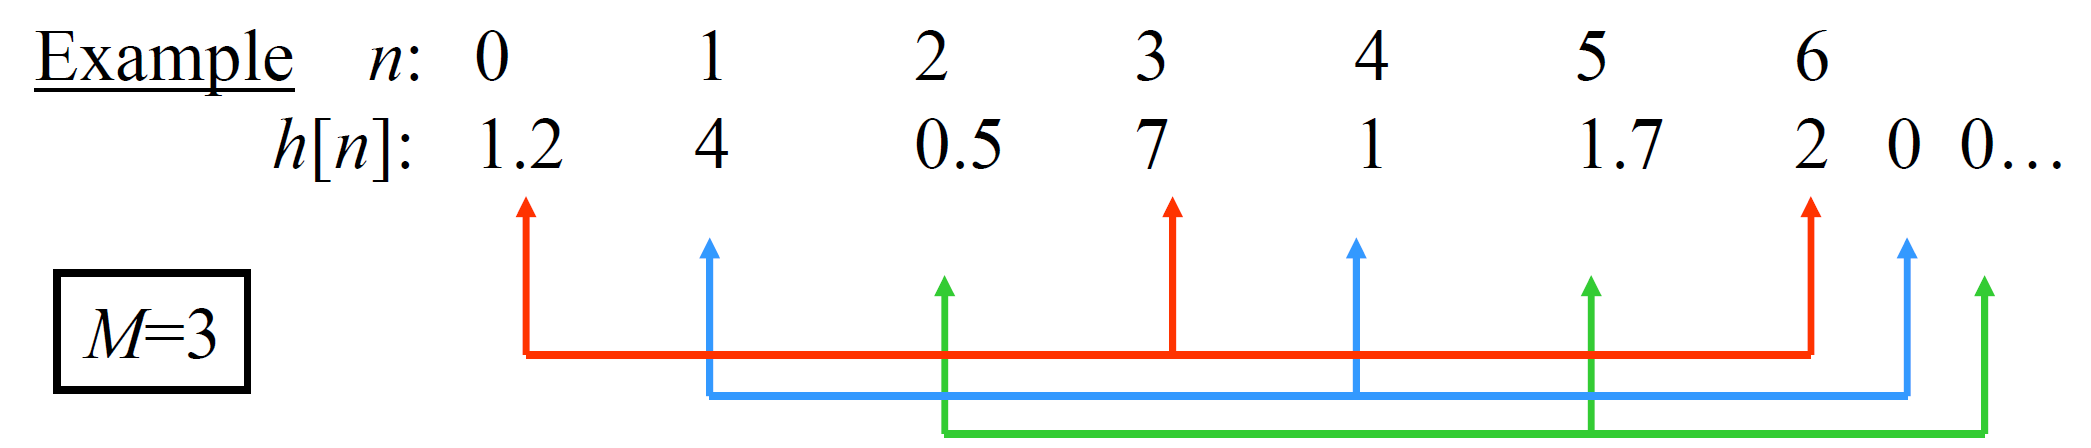 Example n: 0 1 2 3 4 5 6
h[n]: 1.2 4 0.5 7 1 1.7 2 0 0…
M=3